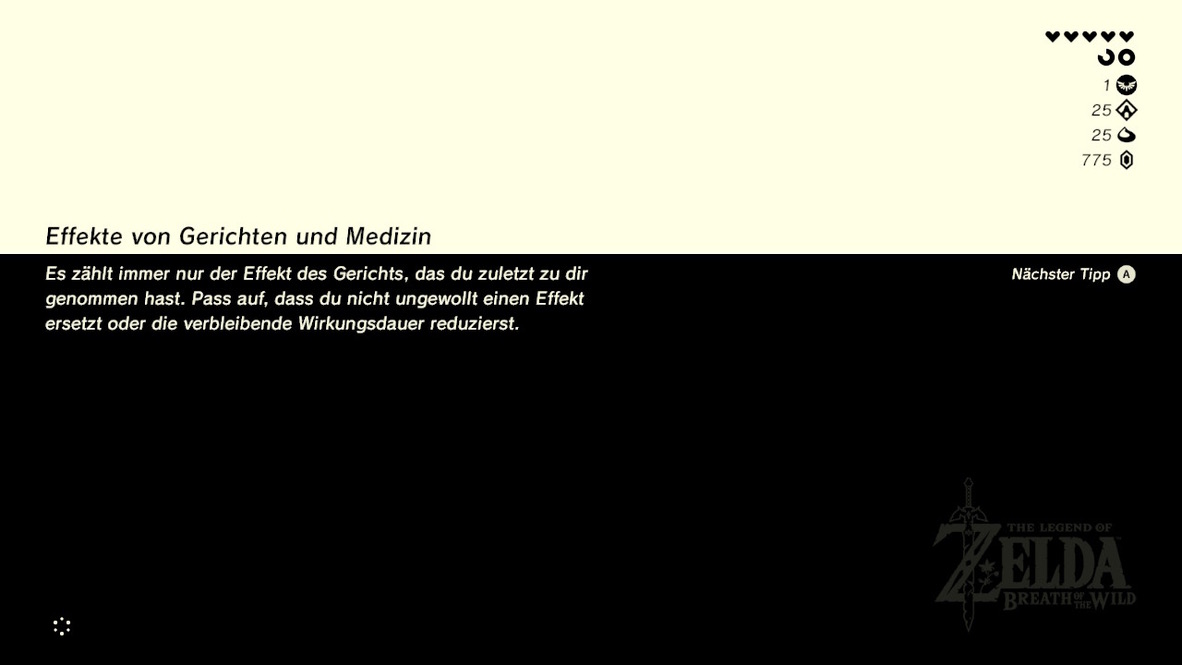 1
25
25
775
Effekte von Gerichten und Medizin
Es zählt immer nur der Effekt des Gerichts, das du zuletzt zu dir
genommen hast. Pass auf, dass du nicht ungewollt einen Effekt
ersetzt oder die verbleibende Wirkungsdauer reduzierst.
Nächster Tipp A
THE LEGEND OF
ZELDA
BREATH OF THE WILD